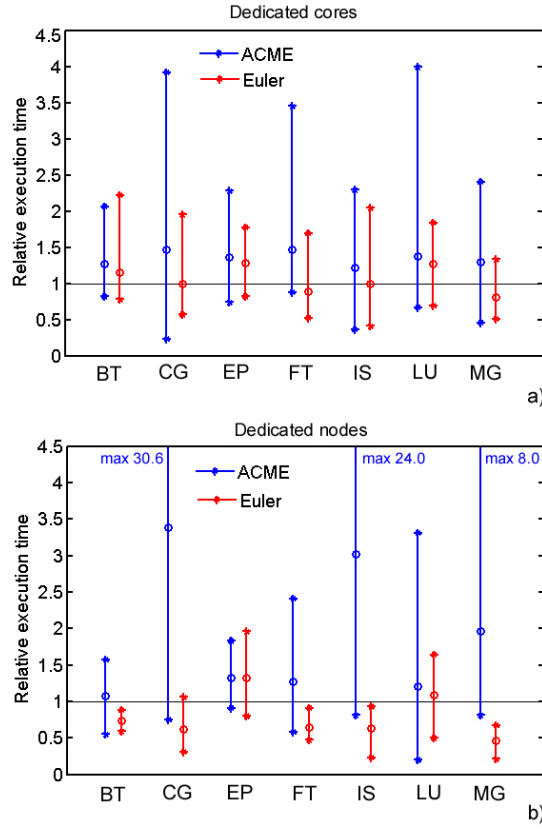 Dedicated cores
4.5
4
3.5
3
2.5
2
1.5
1
0.5
0
Relative execution time
ACME
Euler
BT CG EP FT IS LU MG
a)
Dedicated nodes
4.5
4
3.5
3
2.5
2
1.5
1
0.5
0
Relative execution time
max 30.6 max 24.0 max 8.0
ACME
Euler
BT CG EP FT IS LU MG
b)